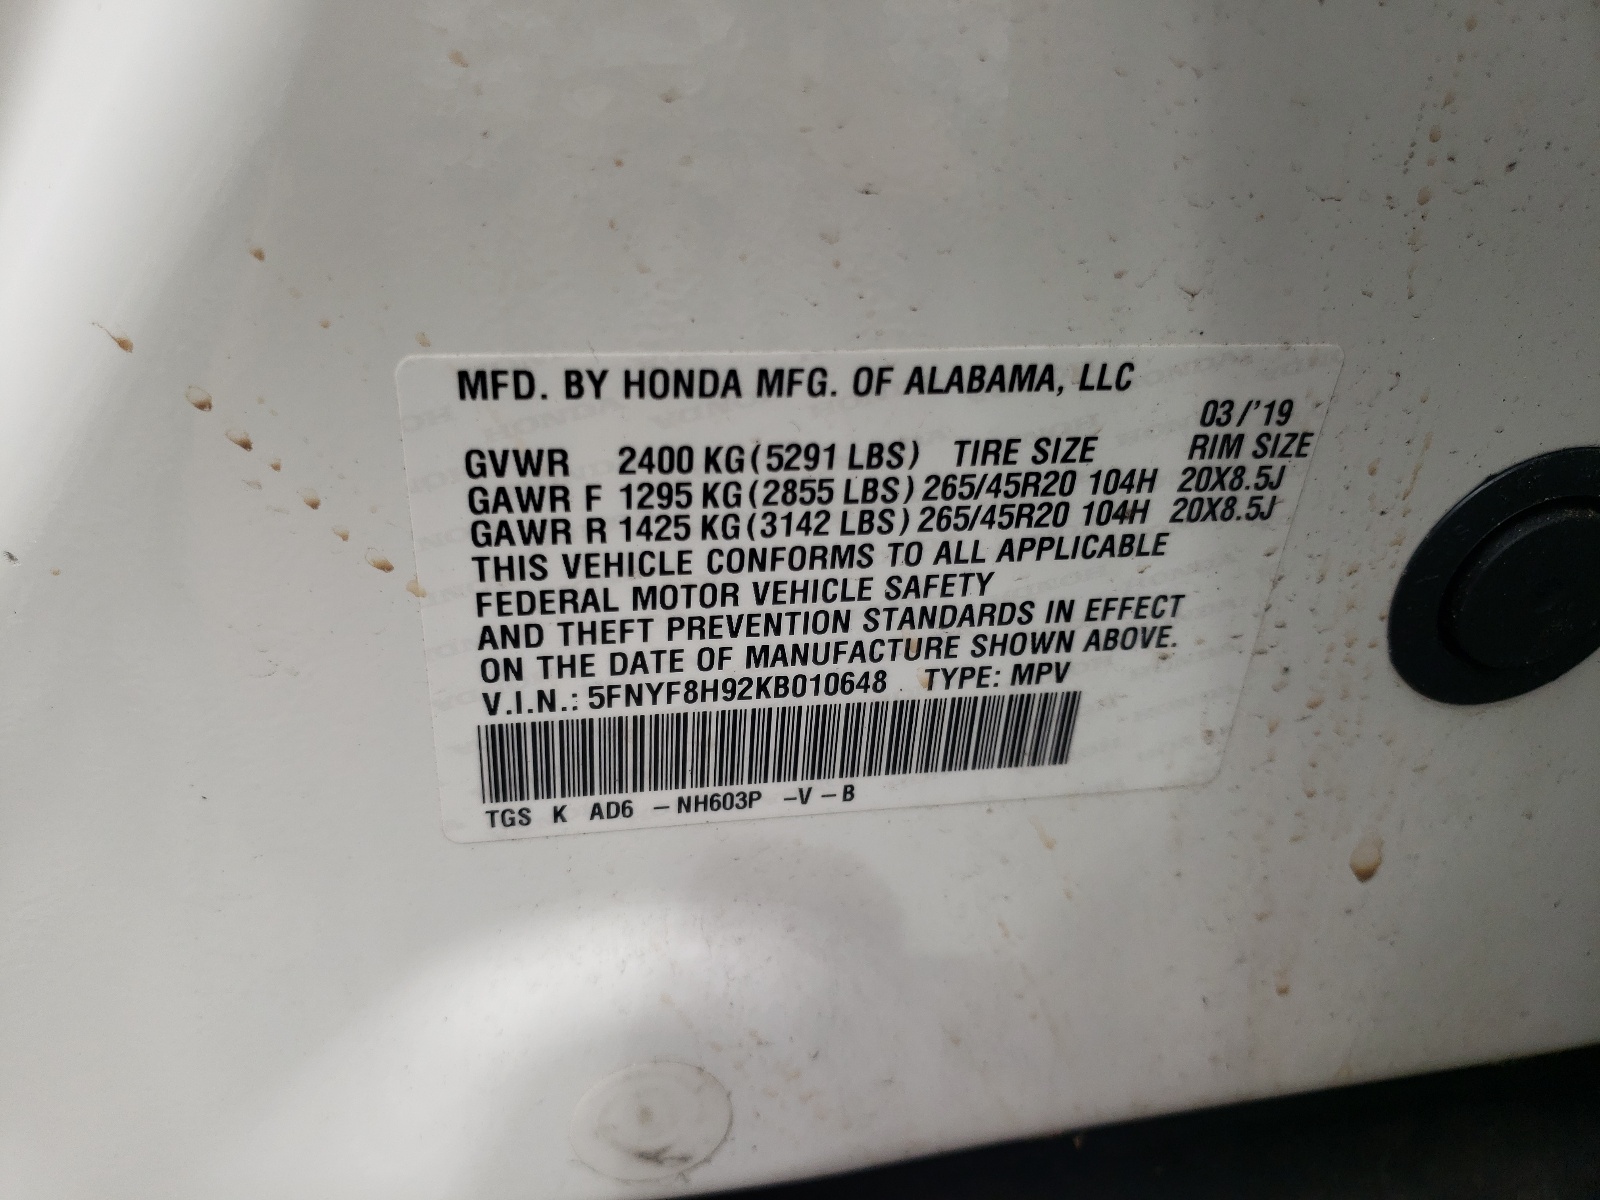 MFD. BY HONDA MFG. OF ALABAMA, LLC
03/'19
GVWR 2400 KG (5291 LBS) TIRE SIZE RIM SIZE
GAWR F 1295 KG (2855 LBS) 265/45R20 104H 20X8.5J
GAWR R 1425 KG (3142 LBS) 265/45R20 104H 20X8.5J
THIS VEHICLE CONFORMS TO ALL APPLICABLE
FEDERAL MOTOR VEHICLE SAFETY
AND THEFT PREVENTION STANDARDS IN EFFECT
ON THE DATE OF MANUFACTURE SHOWN ABOVE.
V.I.N.: 5FNYF8H92KB010648 TYPE: MPV
TGS K AD6 -NH603P -V-B